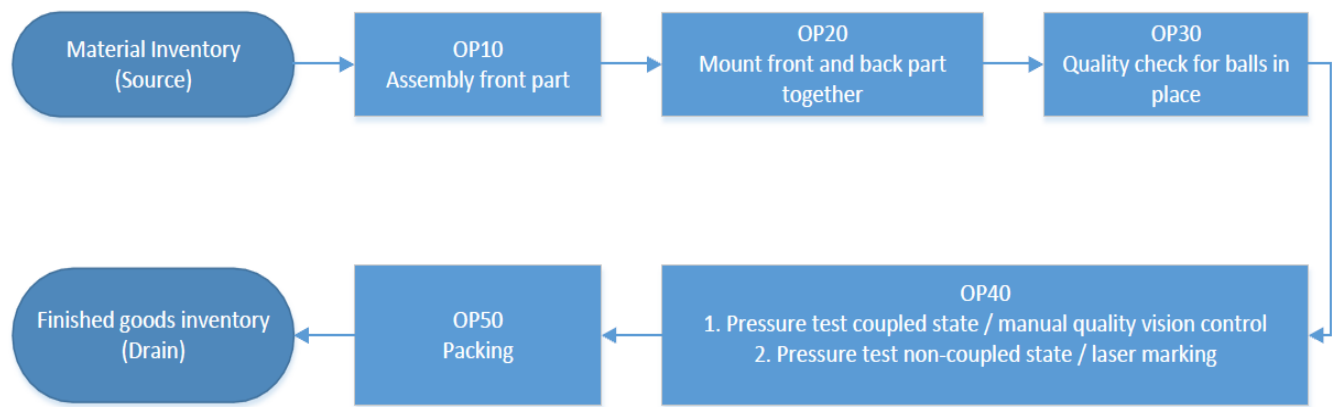 Material Inventory
(Source)
OP10
Assembly front part
OP20
Mount front and back part
together
OP30
Quality check for balls in
place
OP40
1. Pressure test coupled state / manual quality vision control
2. Pressure test non-coupled state / laser marking
OP50
Packing
Finished goods inventory
(Drain)